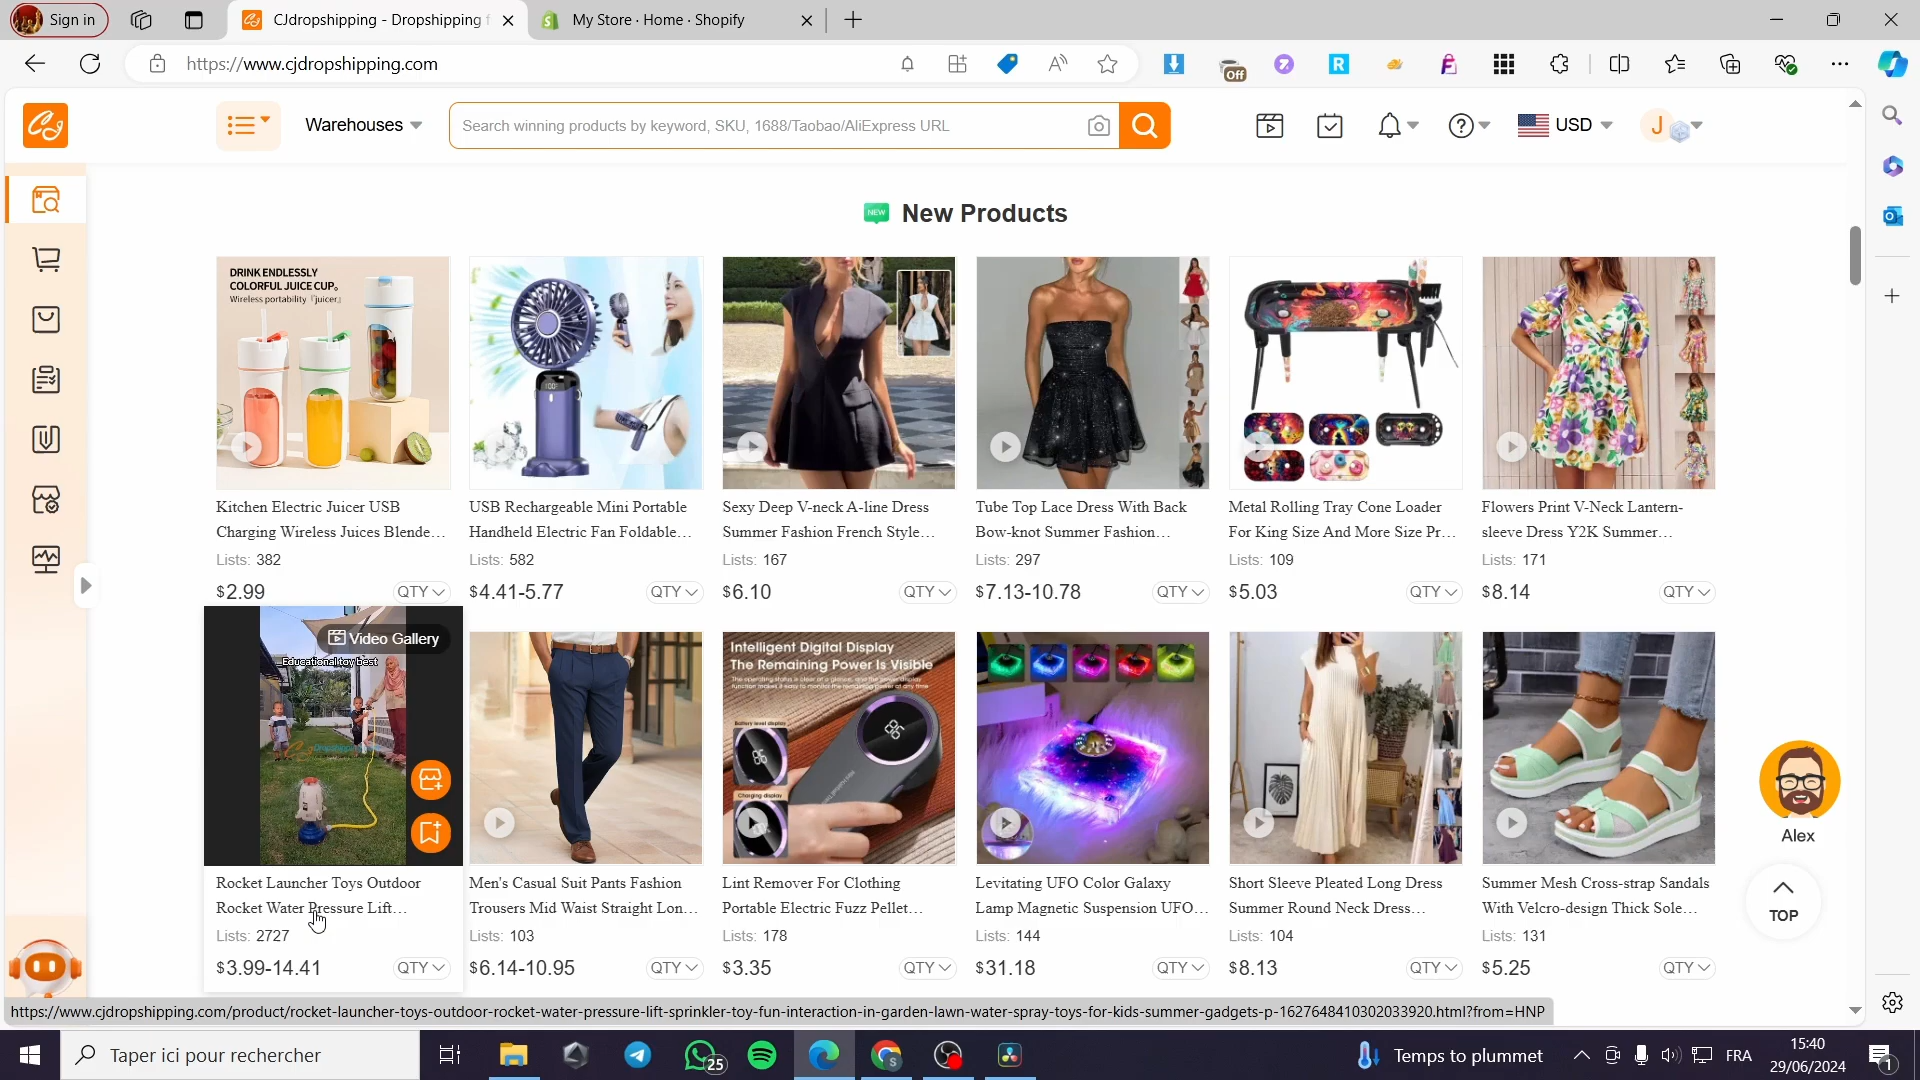 Sign in
CJdropshipping - Dropshipping f
My Store · Home · Shopify
https://www.cjdropshipping.com
Off
Warehouses
Search winning products by keyword, SKU, 1688/Taobao/AliExpress URL
USD
J
NEW New Products
DRINK ENDLESSLY
COLORFUL JUICE CUP。
Wireless portability「juicer」
Kitchen Electric Juicer USB
Charging Wireless Juices Blende...
Lists: 382
$2.99
QTY
USB Rechargeable Mini Portable
Handheld Electric Fan Foldable...
Lists: 582
$4.41-5.77
QTY
Sexy Deep V-neck A-line Dress
Summer Fashion French Style...
Lists: 167
$6.10
QTY
Tube Top Lace Dress With Back
Bow-knot Summer Fashion...
Lists: 297
$7.13-10.78
QTY
Metal Rolling Tray Cone Loader
For King Size And More Size Pr...
Lists: 109
$5.03
QTY
Flowers Print V-Neck Lantern-
sleeve Dress Y2K Summer...
Lists: 171
$8.14
QTY
Video Gallery
Educational toy best
Rocket Launcher Toys Outdoor
Rocket Water Pressure Lift...
Lists: 2727
$3.99-14.41
QTY
Men's Casual Suit Pants Fashion
Trousers Mid Waist Straight Lon...
Lists: 103
$6.14-10.95
QTY
Intelligent Digital Display
The Remaining Power Is Visible
Battery level display
Charging display
Lint Remover For Clothing
Portable Electric Fuzz Pellet...
Lists: 178
$3.35
QTY
Levitating UFO Color Galaxy
Lamp Magnetic Suspension UFO...
Lists: 144
$31.18
QTY
Short Sleeve Pleated Long Dress
Summer Round Neck Dress...
Lists: 104
$8.13
QTY
Summer Mesh Cross-strap Sandals
With Velcro-design Thick Sole...
Lists: 131
$5.25
QTY
Alex
TOP
https://www.cjdropshipping.com/product/rocket-launcher-toys-outdoor-rocket-water-pressure-lift-sprinkler-toy-fun-interaction-in-garden-lawn-water-spray-toys-for-kids-summer-gadgets-p-1627648410302033920.html?from=HNP
Taper ici pour rechercher
25
Temps to plummet
FRA
15:40
29/06/2024
1